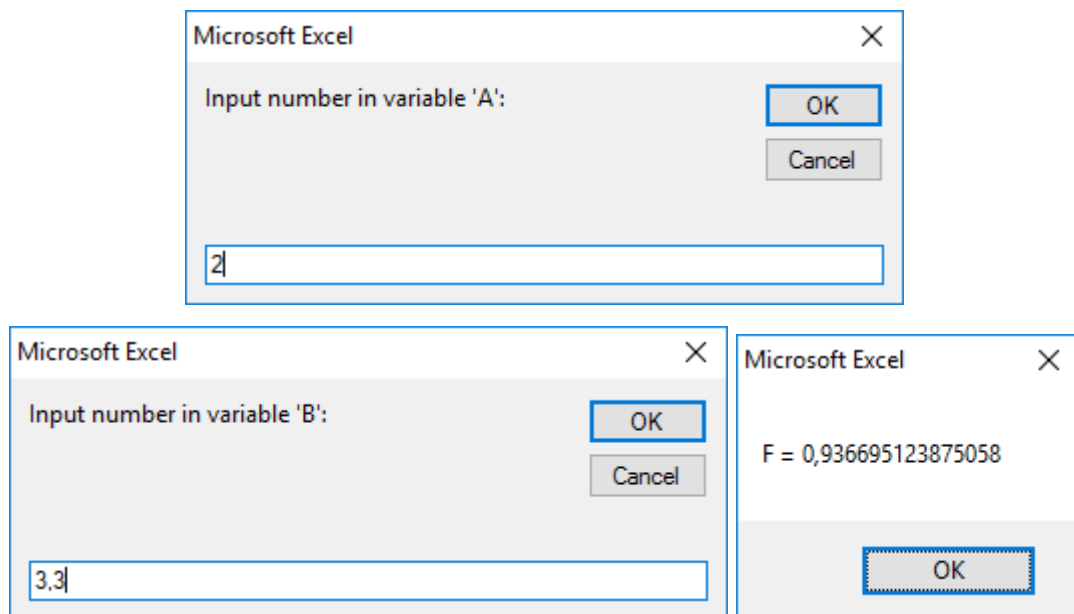 Microsoft Excel
Input number in variable 'A':
OK
Cancel
2
Microsoft Excel
Input number in variable 'B':
OK
Cancel
3,3
Microsoft Excel
F = 0,936695123875058
OK